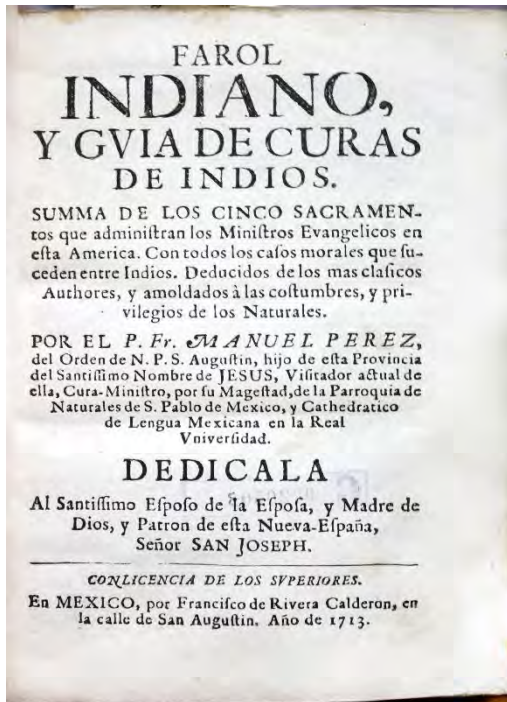 FAROL
INDIANO,
Y GVIA DE CURAS
DE INDIOS.
SUMMA DE LOS CINCO SACRAMEN-
tos que adminiſtran los Miniſtros Evangelicos en
eſta America. Con todos los caſos morales que ſu-
ceden entre Indios. Deducidos de los mas claſicos
Authores, y amoldados à las coſtumbres, y pri-
vilegios de los Naturales.
POR EL P. Fr. MANUEL PEREZ,
del Orden de N. P. S. Auguſtin, hijo de eſta Provincia
del Santiſſimo Nombre de JESUS, Viſitador actual de
ella, Cura-Miniſtro, por ſu Mageſtad, de la Parroquia de
Naturales de S. Pablo de Mexico, y Cathedratico
de Lengua Mexicana en la Real
Vniverſidad.
DEDICALA
Al Santiſſimo Eſpoſo de la Eſpoſa, y Madre de
Dios, y Patron de eſta Nueva-Eſpaña,
Señor SAN JOSEPH.
CON LICENCIA DE LOS SVPERIORES.
En MEXICO, por Franciſco de Rivera Calderon, en
la calle de San Auguſtin. Año de 1713.